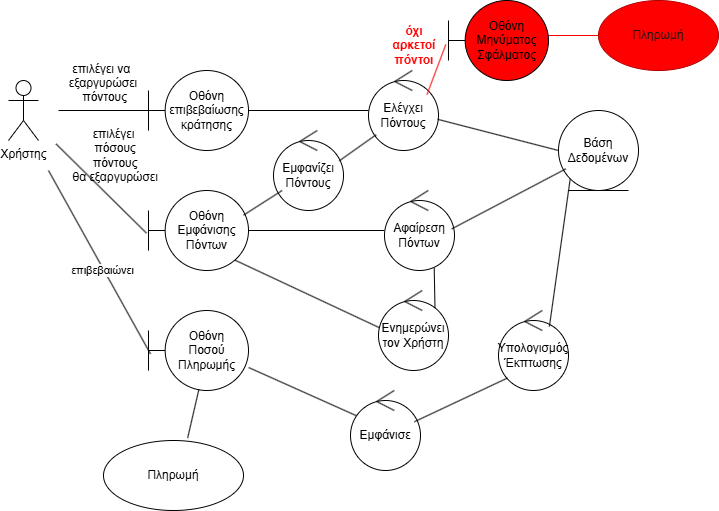 όχι
αρκετοί
πόντοι
Οθόνη
Μηνύματος
Σφάλματος
Πληρωμή
επιλέγει να
εξαργυρώσει
πόντους
Οθόνη
επιβεβαίωσης
κράτησης
Ελέγχει
Πόντους
Βάση
Δεδομένων
Χρήστης
επιλέγει
πόσους
πόντους
θα εξαργυρώσει
Εμφανίζει
Πόντους
Οθόνη
Εμφάνισης
Πόντων
Αφαίρεση
Πόντων
επιβεβαιώνει
Ενημερώνει
τον Χρήστη
Οθόνη
Ποσού
Πληρωμής
Υπολογισμός
Έκπτωσης
Εμφάνισε
Πληρωμή